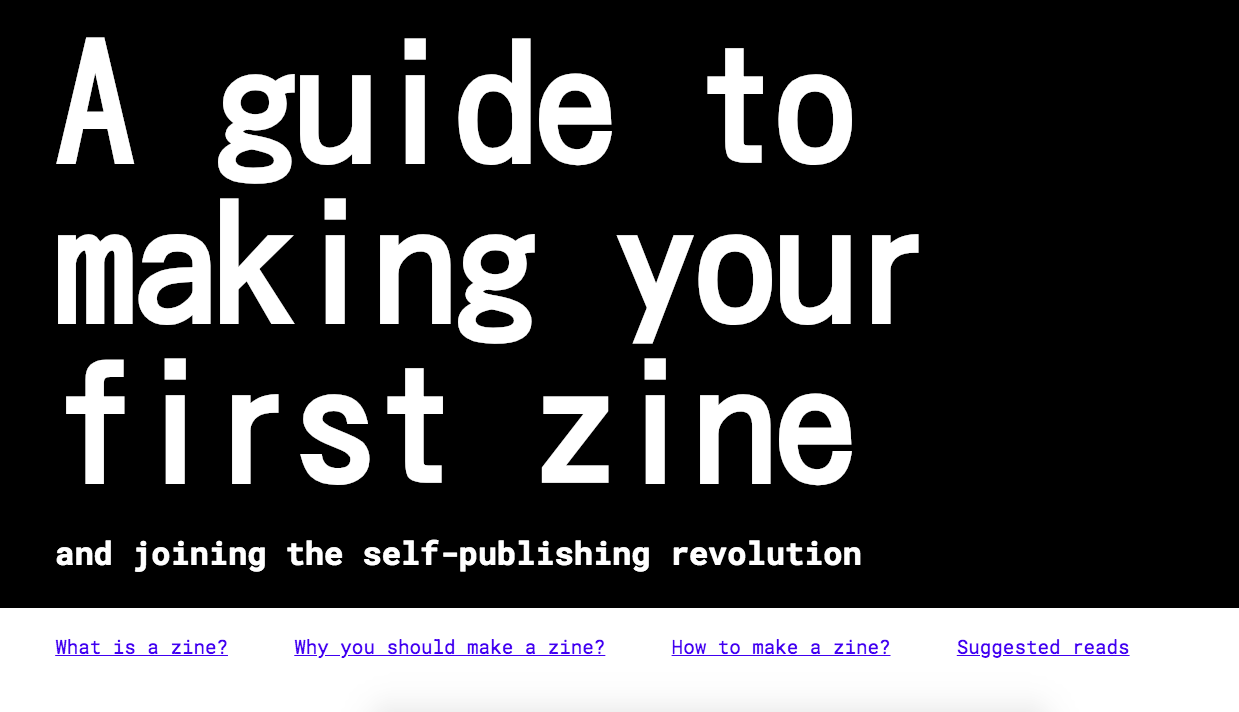 A guide to
making your
first zine
and joining the self-publishing revolution
What is a zine? Why you should make a zine? How to make a zine? Suggested reads